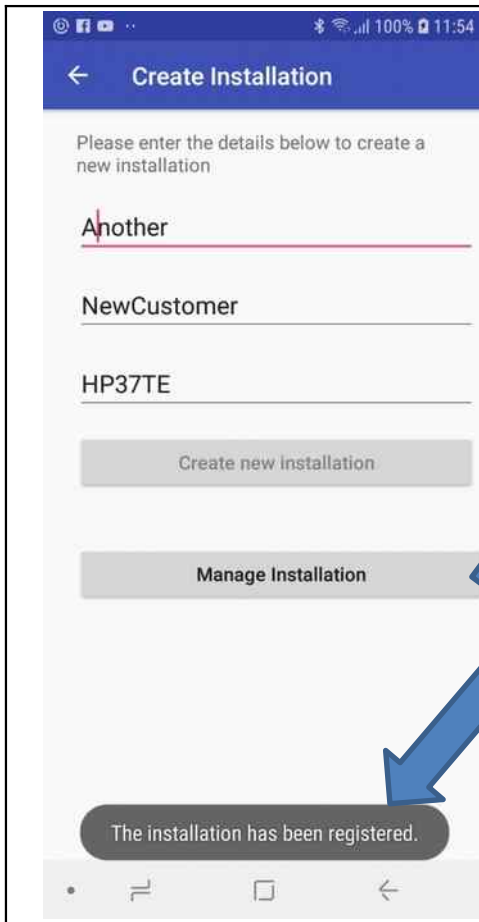 100% 11:54
Create Installation
Please enter the details below to create a
new installation
Another
NewCustomer
HP37TE
Create new installation
Manage Installation
The installation has been registered.